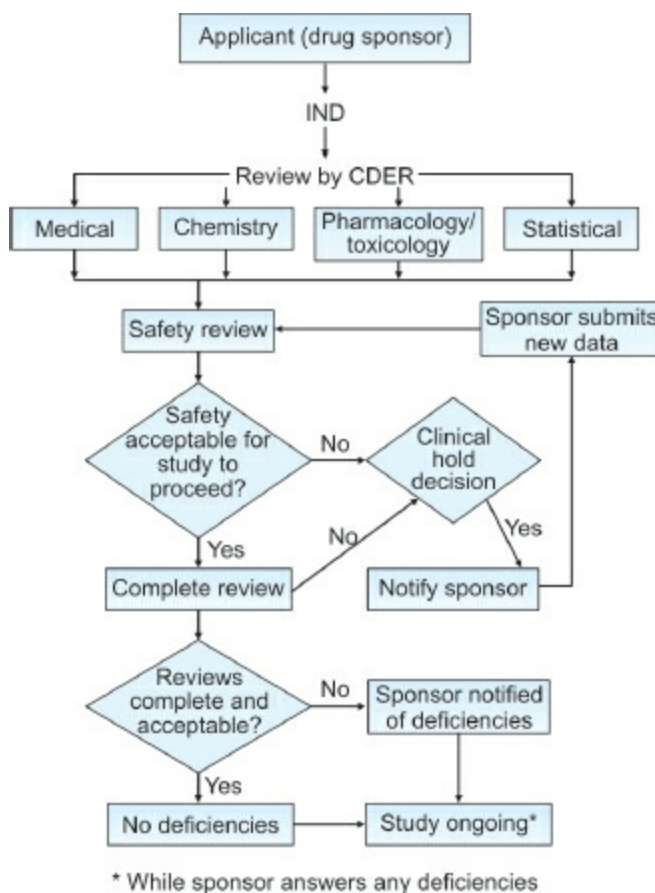 Applicant (drug sponsor)
IND
Review by CDER
Medical
Chemistry
Pharmacology/
toxicology
Statistical
Safety review
Sponsor submits
new data
Safety
acceptable for
study to
proceed?
No
Clinical
hold
decision
Yes
No
Yes
Complete review
Notify sponsor
Reviews
complete and
acceptable?
No
Sponsor notified
of deficiencies
Yes
No deficiencies
Study ongoing*
* While sponsor answers any deficiencies